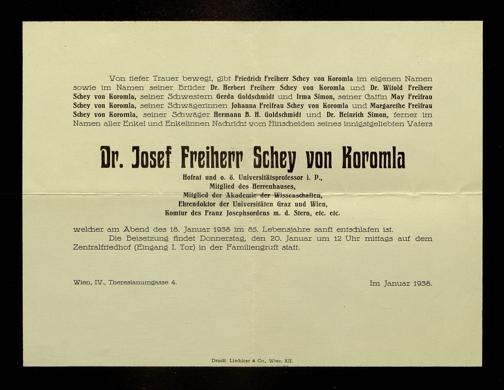 Von tiefer Trauer bewegt, gibt Friedrich Freiherr Schey von Koromla im eigenen Namen
sowie im Namen seiner Brüder Dr. Herbert Freiherr Schey von Koromla und Dr. Witold Freiherr
Schey von Koromla, seiner Schwestern Gerda Goldschmidt und Irma Simon, seiner Gattin May Freifrau
Schey von Koromla, seiner Schwägerinnen Johanna Freifrau Schey von Koromla und Margarethe Freifrau
Schey von Koromla, seiner Schwäger Hermann B. H. Goldschmidt und Dr. Heinrich Simon, ferner im
Namen aller Enkel und Enkelinnen Nachricht vom Hinscheiden seines innigstgeliebten Vaters
Dr. Josef Freiherr Schey von Koromla
Hofrat und o. ö. Universitätsprofessor i. P.,
Mitglied des Herrenhauses,
Mitglied der Akademie der Wissenschaften,
Ehrendoktor der Universitäten Graz und Wien,
Komtur des Franz Josephsordens m. d. Stern, etc. etc.
welcher am Abend des 18. Januar 1938 im 85. Lebensjahre sanft entschlafen ist.
Die Beisetzung findet Donnerstag, den 20. Januar um 12 Uhr mittags auf dem
Zentralfriedhof (Eingang I. Tor) in der Familiengruft statt.
Wien, IV., Theresianumgasse 4.
Im Januar 1938.
Druck: Lischkar & Co., Wien, XII.